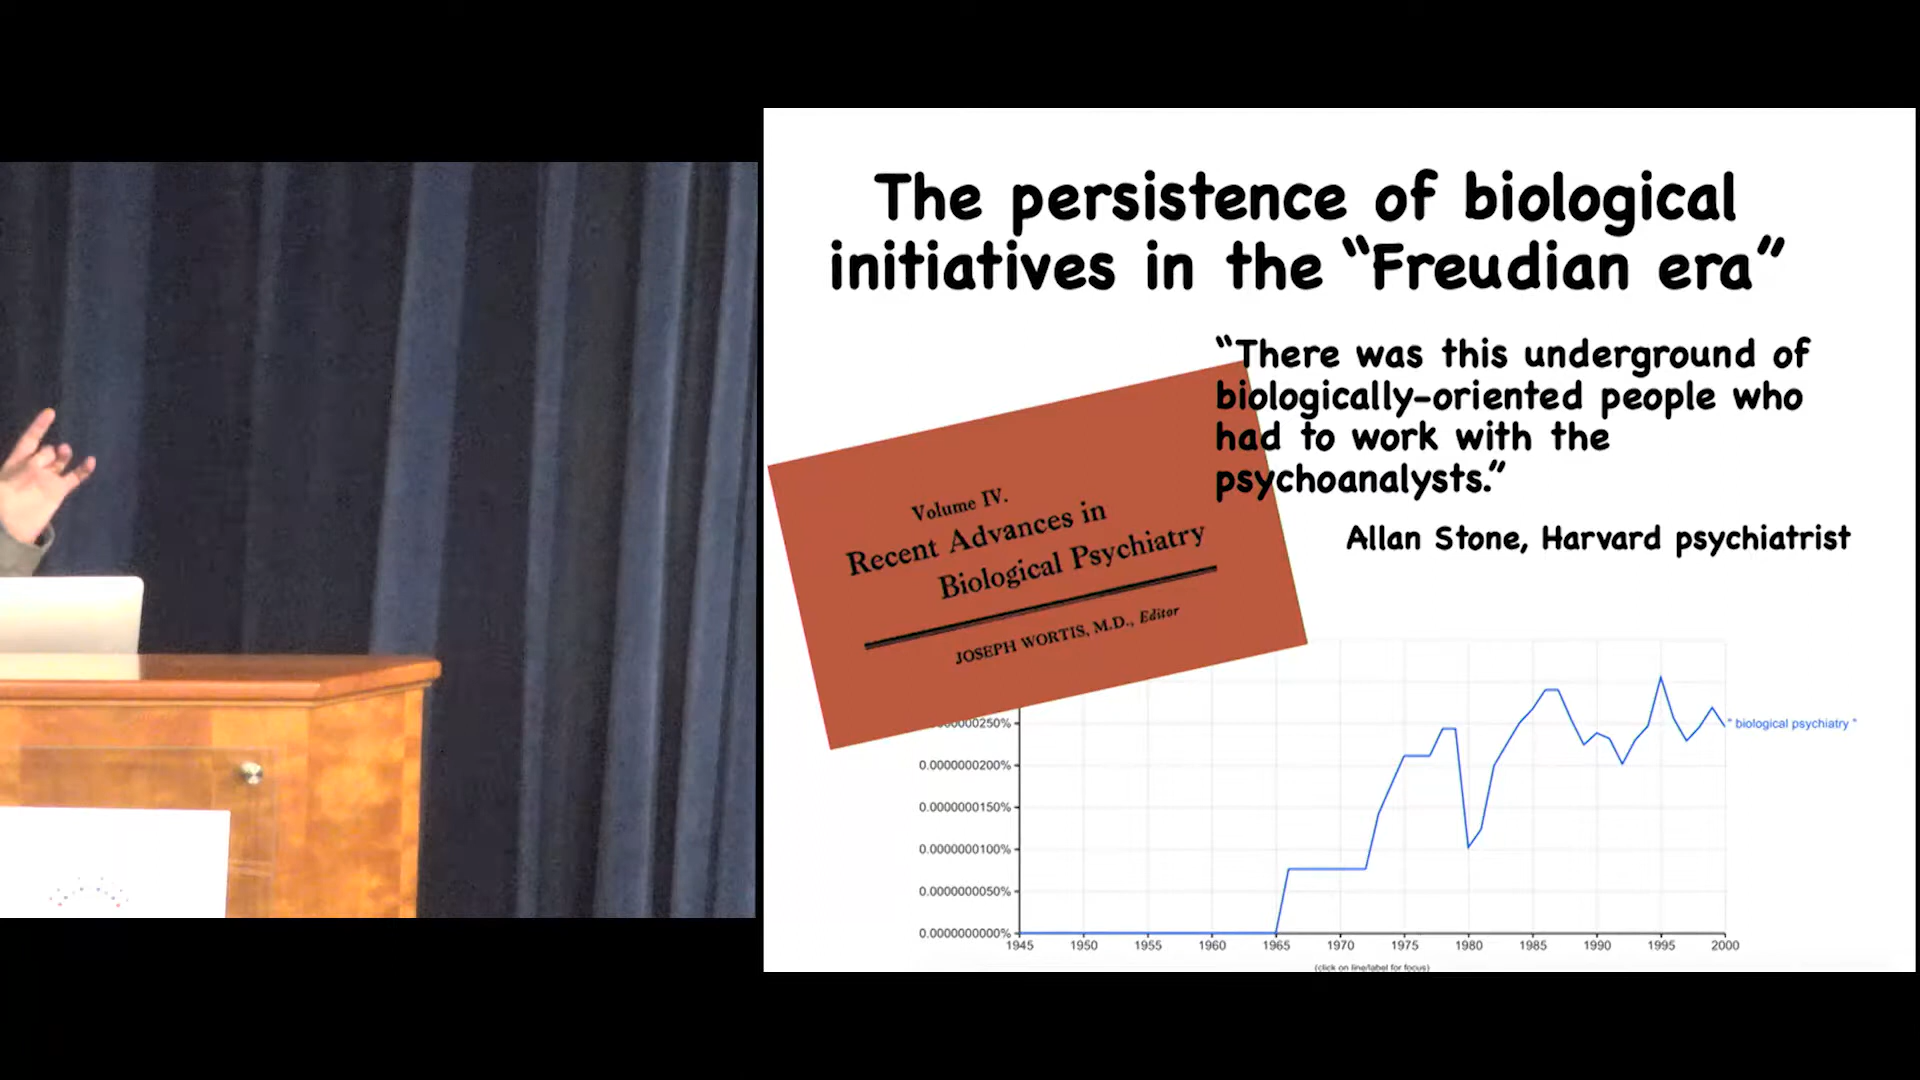 The persistence of biological
initiatives in the “Freudian era”
“There was this underground of
biologically-oriented people who
had to work with the
psychoanalysts.”
Allan Stone, Harvard psychiatrist
Volume IV.
Recent Advances in
Biological Psychiatry
JOSEPH WORTIS, M.D., Editor
" biological psychiatry "
0.0000000200%
0.0000000150%
0.0000000100%
0.0000000050%
0.0000000000%
1945 1950 1955 1960 1965 1970 1975 1980 1985 1990 1995 2000
(click on line/label for focus)